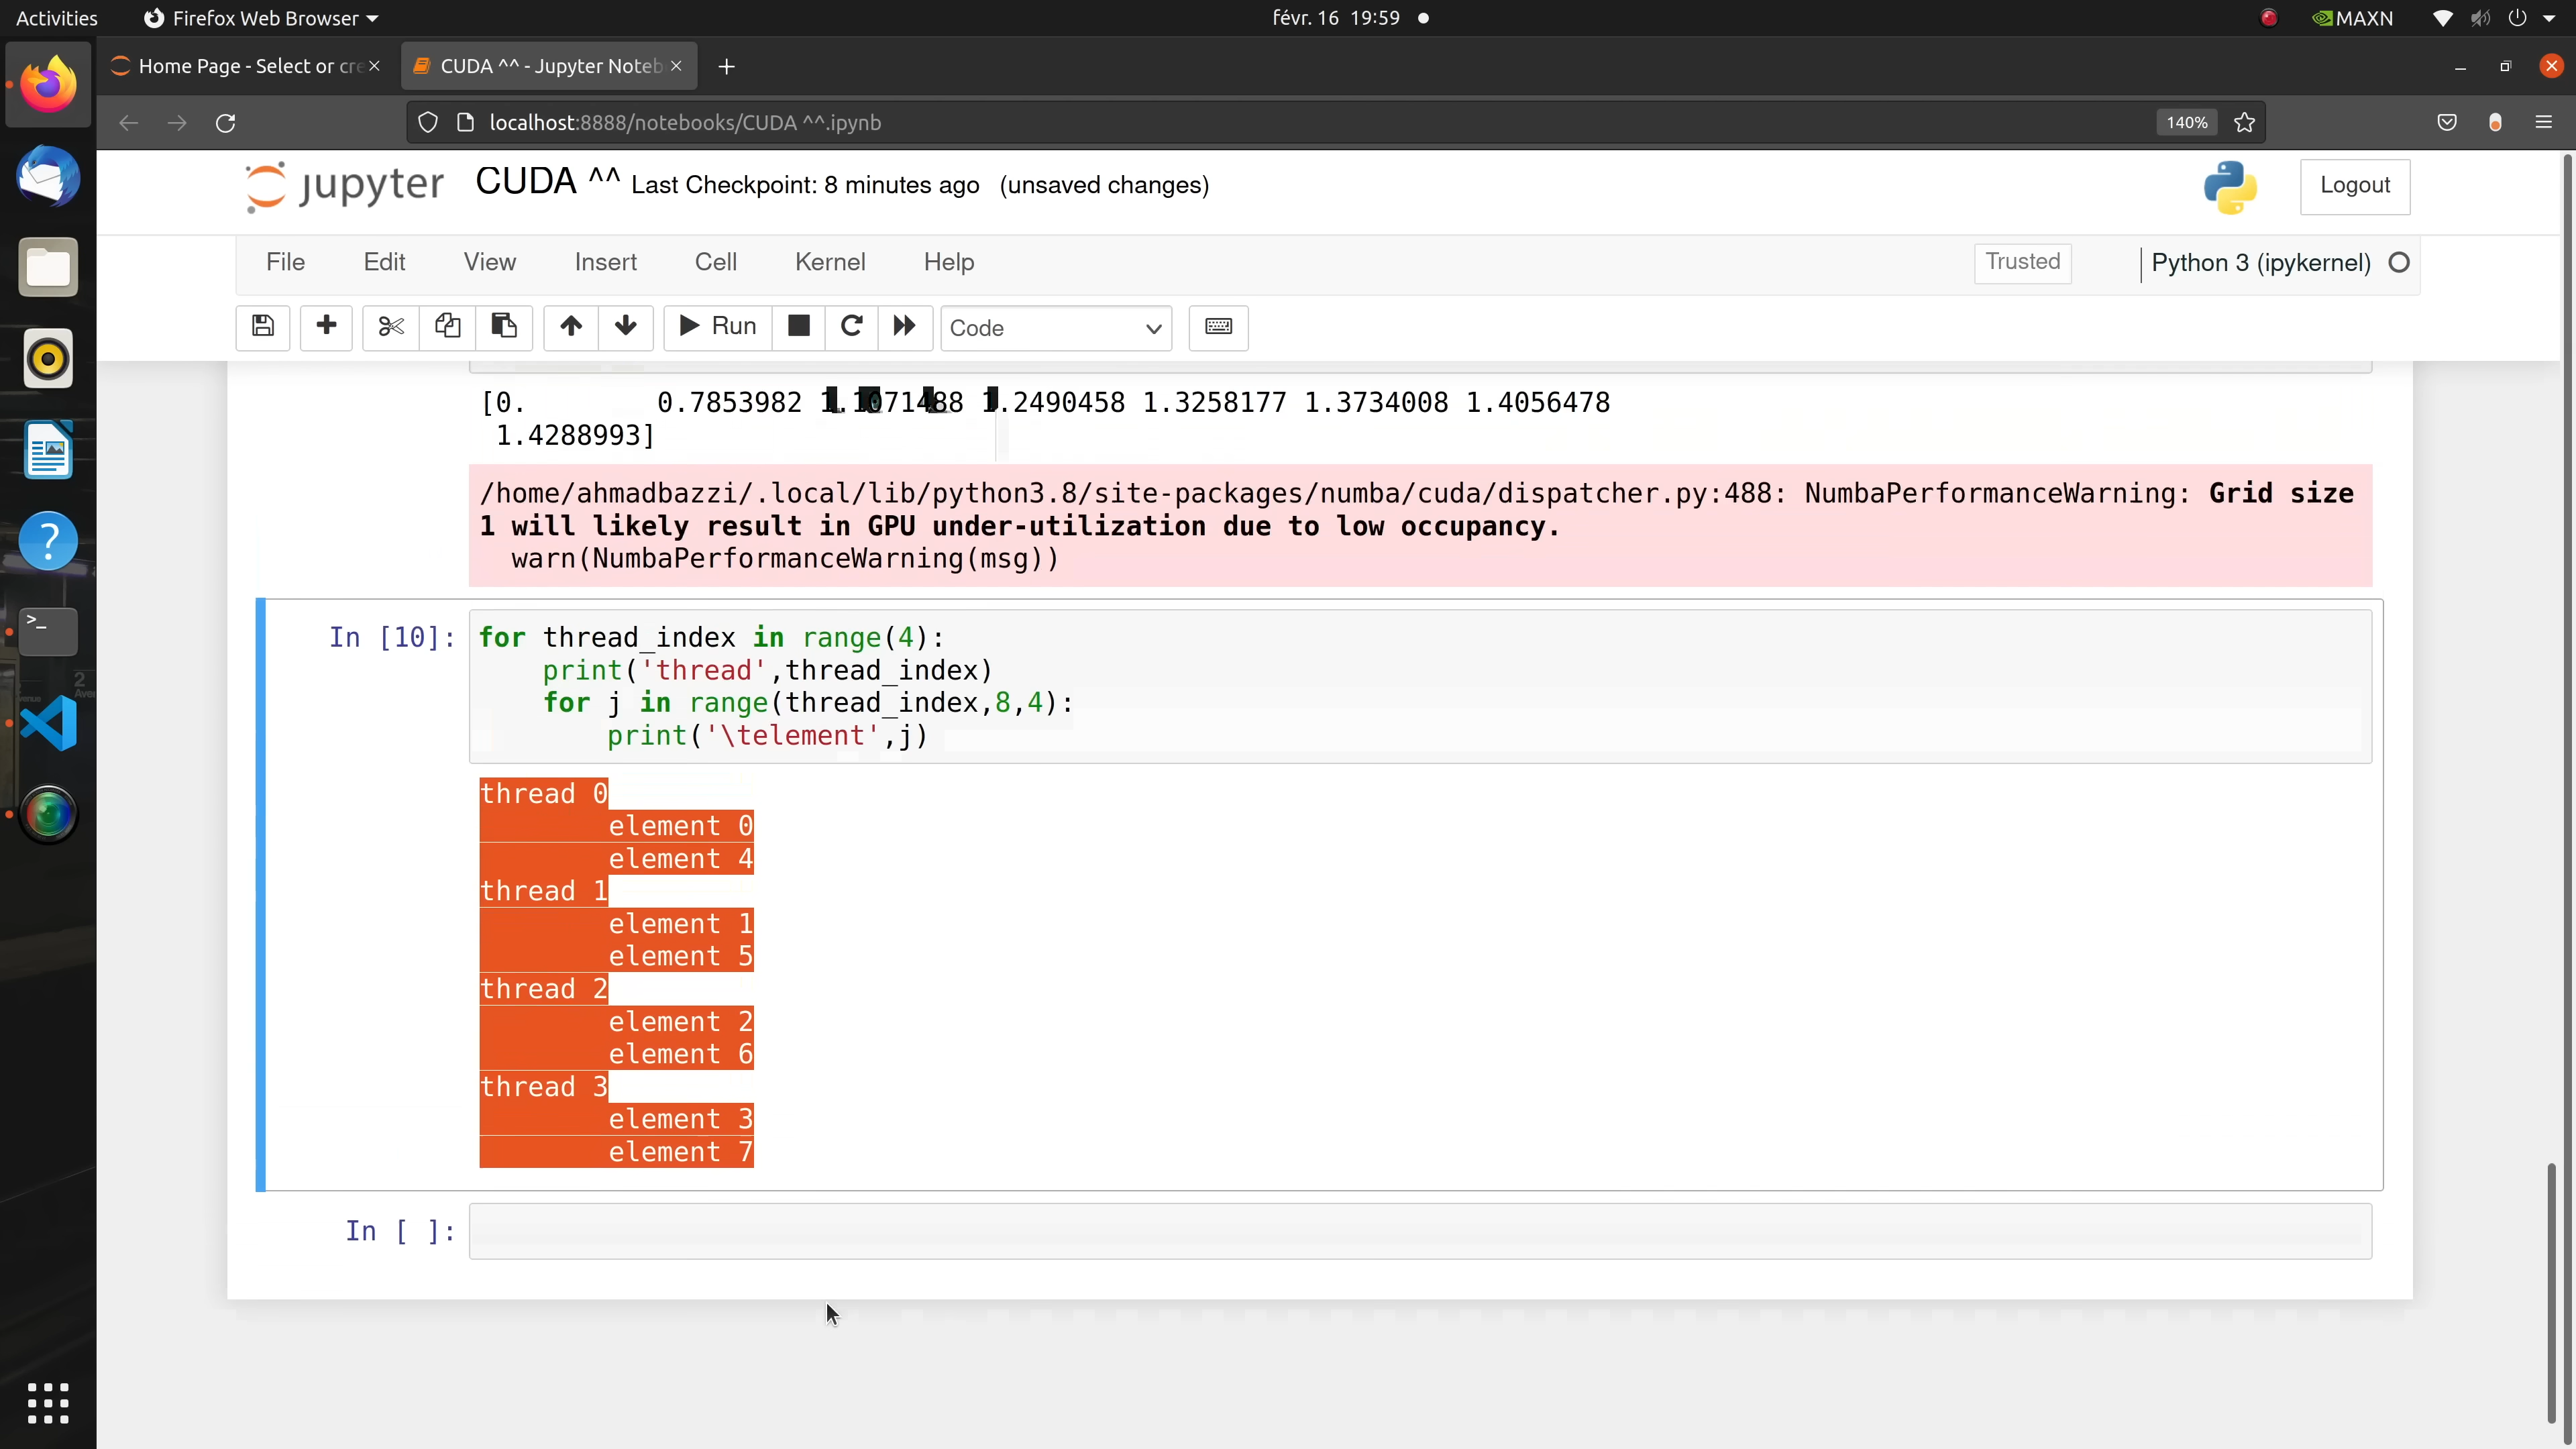 Activities
Firefox Web Browser
févr. 16 19:59
MAXN
Home Page - Select or cre
CUDA ^^ - Jupyter Noteb
localhost:8888/notebooks/CUDA ^^.ipynb
140%
jupyter
CUDA ^^ Last Checkpoint: 8 minutes ago (unsaved changes)
Logout
File Edit View Insert Cell Kernel Help
Trusted
Python 3 (ipykernel)
Run
Code
[0. 0.7853982 1.1071488 1.2490458 1.3258177 1.3734008 1.4056478
1.4288993]
/home/ahmadbazzi/.local/lib/python3.8/site-packages/numba/cuda/dispatcher.py:488: NumbaPerformanceWarning: Grid size
1 will likely result in GPU under-utilization due to low occupancy.
warn(NumbaPerformanceWarning(msg))
In [10]:
for thread_index in range(4):
print('thread',thread_index)
for j in range(thread_index,8,4):
print('\telement',j)
thread 0
element 0
element 4
thread 1
element 1
element 5
thread 2
element 2
element 6
thread 3
element 3
element 7
In [ ]: